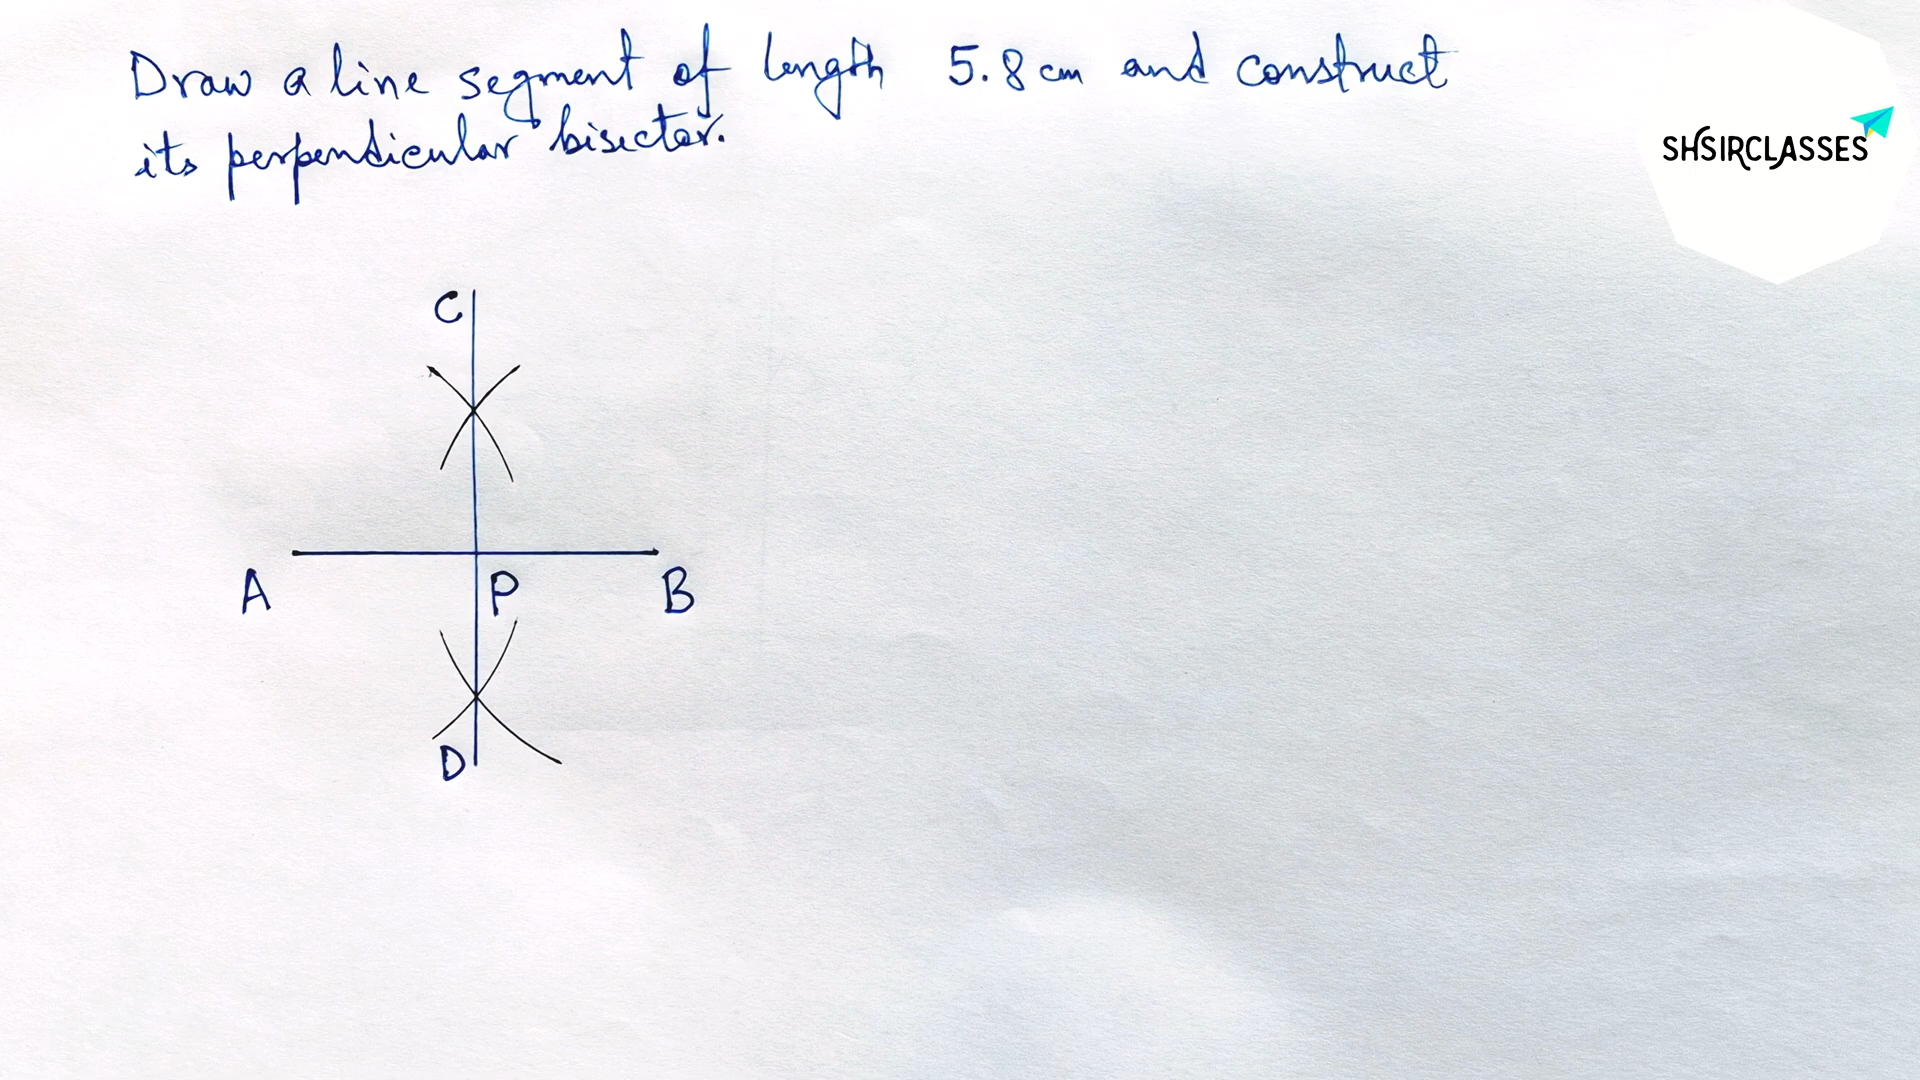 Draw a line segment of length 5.8 cm and construct
its perpendicular bisector.
SHSIRCLASSES
C
A P B
D